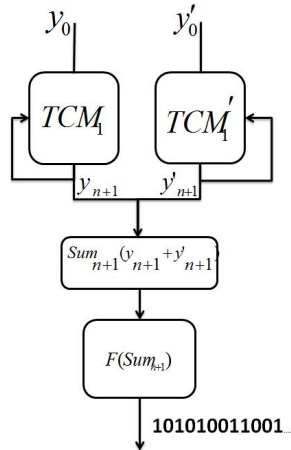 y₀ y'₀
TCM₁ TCM'₁
yₙ₊₁ y'ₙ₊₁
Sumₙ₊₁(yₙ₊₁+y'ₙ₊₁)
F(Sumₙ₊₁)
101010011001...